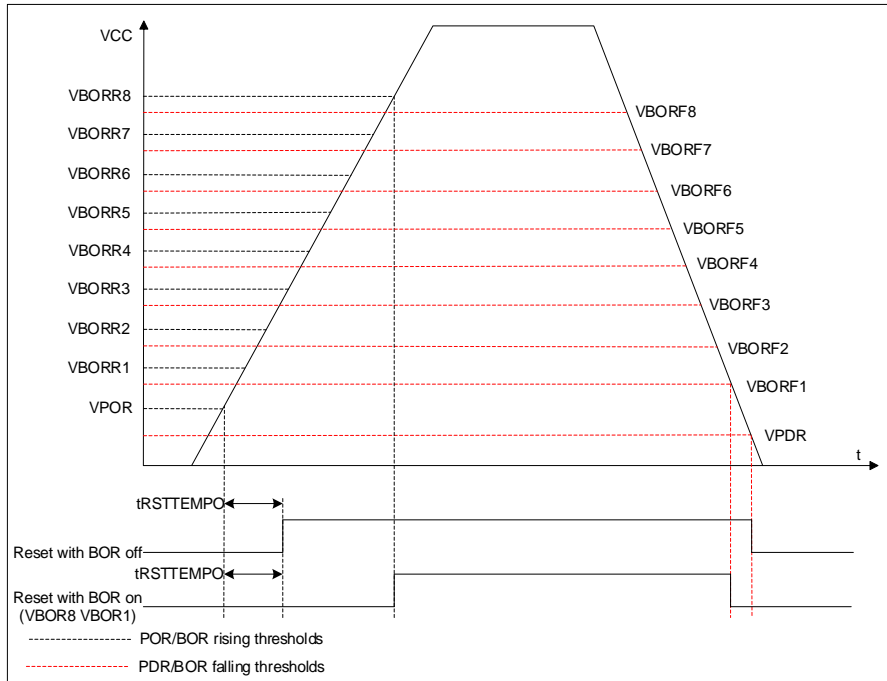 VCC
VBORR8
VBORF8
VBORR7
VBORF7
VBORR6
VBORF6
VBORR5
VBORF5
VBORR4
VBORF4
VBORR3
VBORF3
VBORR2
VBORF2
VBORR1
VBORF1
VPOR
VPDR
t
tRSTTEMPO
Reset with BOR off
tRSTTEMPO
Reset with BOR on
(VBOR8 VBOR1)
POR/BOR rising thresholds
PDR/BOR falling thresholds